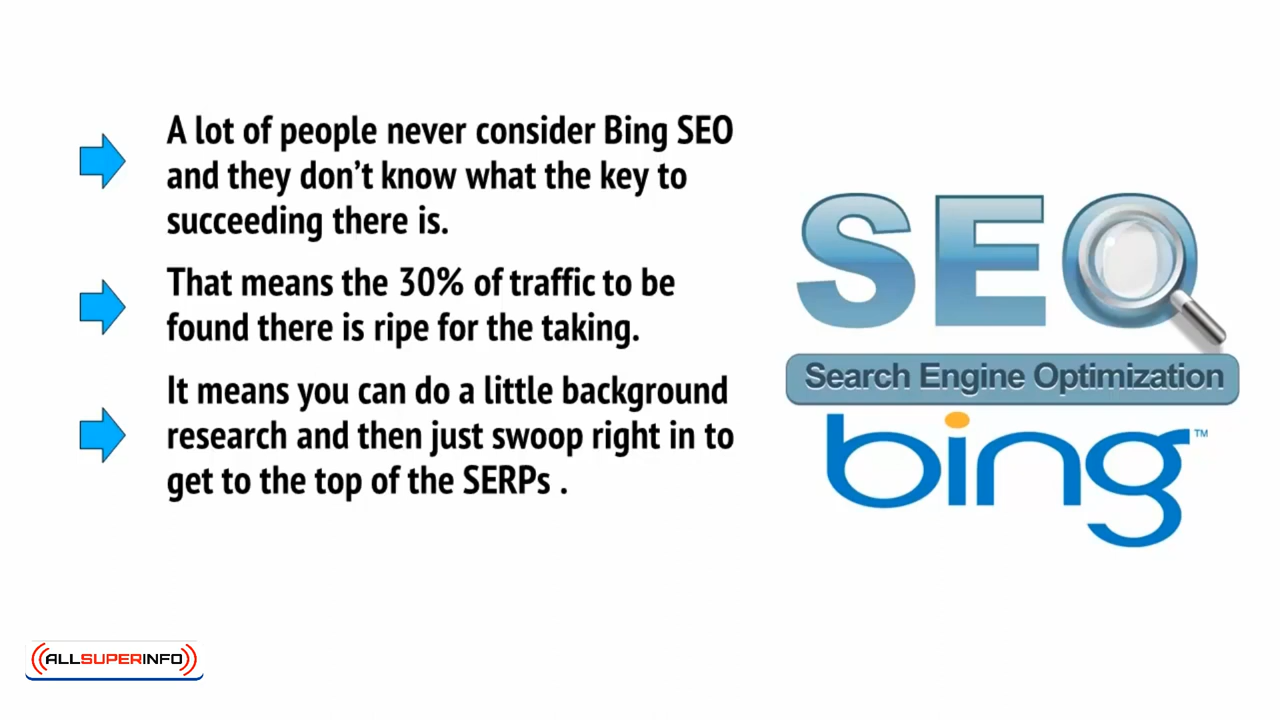 A lot of people never consider Bing SEO
and they don't know what the key to
succeeding there is.
That means the 30% of traffic to be
found there is ripe for the taking.
It means you can do a little background
research and then just swoop right in to
get to the top of the SERPs .
SEO
Search Engine Optimization
bing™
ALLSUPERINFO